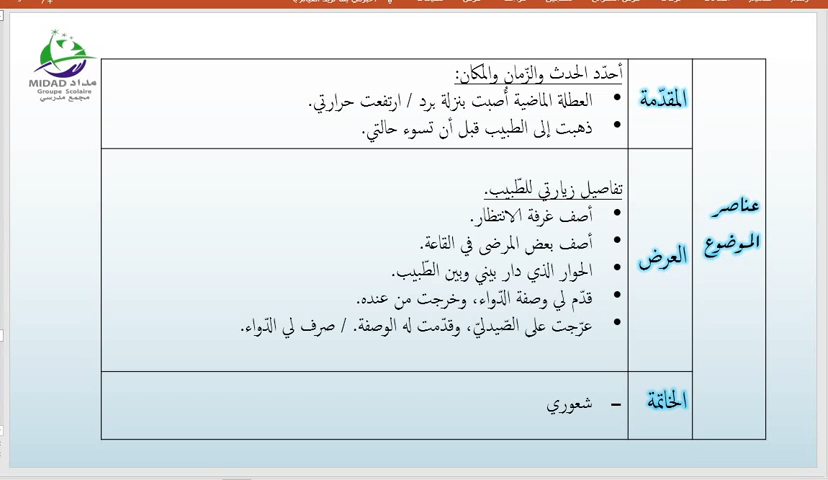 مداد
MIDAD
Groupe Scolaire
مجمع مدرسي
عناصر الموضوع
المقدّمة
أحدّد الحدث والزّمان والمكان:
• العطلة الماضية أُصبت بنزلة برد / ارتفعت حرارتي.
• ذهبت إلى الطبيب قبل أن تسوء حالتي.
العرض
تفاصيل زيارتي للطّبيب.
• أصف غرفة الانتظار.
• أصف بعض المرضى في القاعة.
• الحوار الذي دار بيني وبين الطّبيب.
• قدّم لي وصفة الدّواء، وخرجت من عنده.
• عرّجت على الصّيدليّ، وقدّمت له الوصفة. / صرف لي الدّواء.
الخاتمة
– شعوري